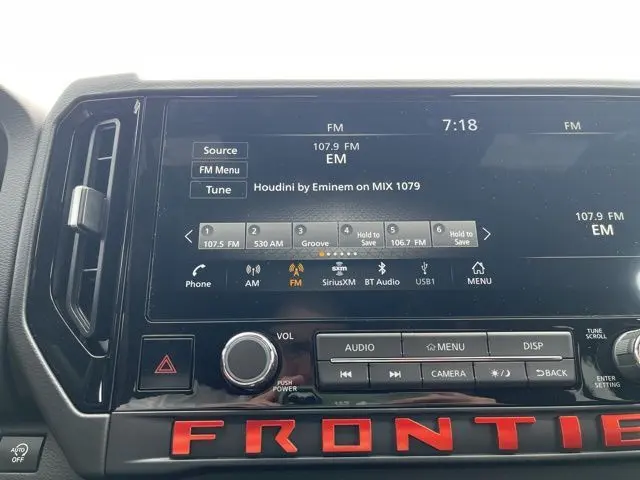 FM
7:18
FM
Source
107.9 FM
EM
FM Menu
Tune
Houdini by Eminem on MIX 1079
107.9 FM
EM
1
107.5 FM
2
530 AM
3
Groove
4
Hold to
Save
5
106.7 FM
6
Hold to
Save
Phone
AM
FM
sxm
SiriusXM
BT Audio
USB1
MENU
VOL
PUSH
POWER
AUDIO
MENU
DISP
CAMERA
BACK
TUNE
SCROLL
ENTER
SETTING
AUTO
OFF
FRONTIE